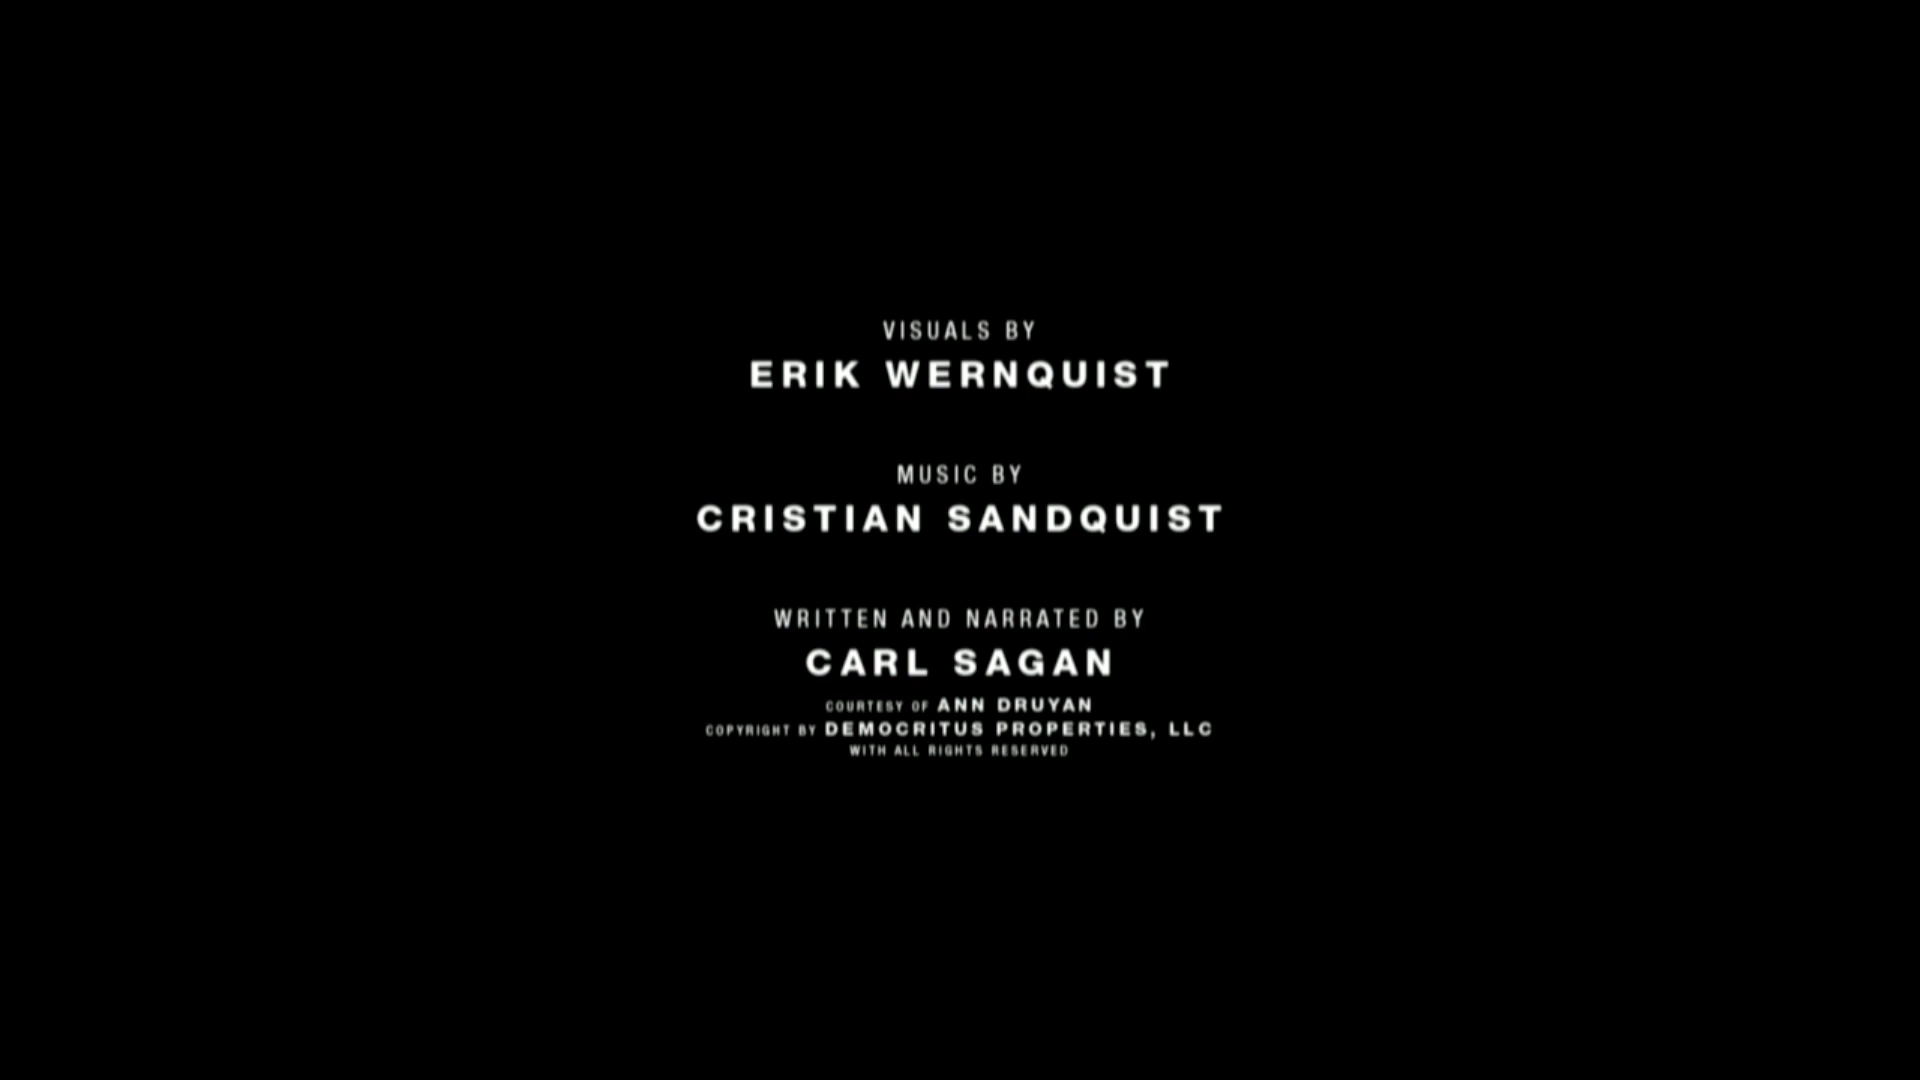 VISUALS BY
ERIK WERNQUIST
MUSIC BY
CRISTIAN SANDQUIST
WRITTEN AND NARRATED BY
CARL SAGAN
COURTESY OF ANN DRUYAN
COPYRIGHT BY DEMOCRITUS PROPERTIES, LLC
WITH ALL RIGHTS RESERVED